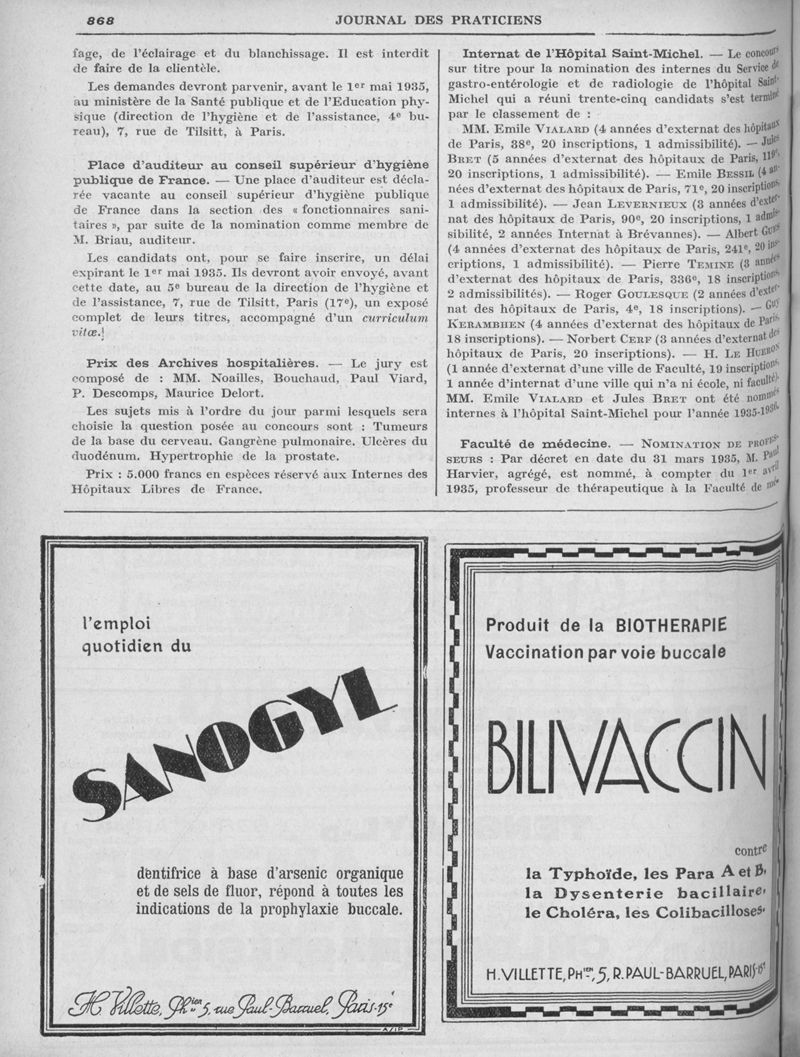 868
JOURNAL DES PRATICIENS
fage, de l'éclairage et du blanchissage. Il est interdit
de faire de la clientèle.
Les demandes devront parvenir, avant le 1er mai 1935,
au ministère de la Santé publique et de l'Education phy-
sique (direction de l'hygiène et de l'assistance, 4e bu-
reau), 7, rue de Tilsitt, à Paris.
Place d'auditeur au conseil supérieur d'hygiène
publique de France. — Une place d'auditeur est décla-
rée vacante au conseil supérieur d'hygiène publique
de France dans la section des « fonctionnaires sani-
taires », par suite de la nomination comme membre de
M. Briau, auditeur.
Les candidats ont, pour se faire inscrire, un délai
expirant le 1er mai 1935. Ils devront avoir envoyé, avant
cette date, au 5e bureau de la direction de l'hygiène et
de l'assistance, 7, rue de Tilsitt, Paris (17e), un exposé
complet de leurs titres, accompagné d'un curriculum
vitœ.
Prix des Archives hospitalières. — Le jury est
composé de : MM. Noailles, Bouchaud, Paul Viard,
P. Descomps, Maurice Delort.
Les sujets mis à l'ordre du jour parmi lesquels sera
choisie la question posée au concours sont : Tumeurs
de la base du cerveau. Gangrène pulmonaire. Ulcères du
duodénum. Hypertrophie de la prostate.
Prix : 5.000 francs en espèces réservé aux Internes des
Hôpitaux Libres de France.
Internat de l'Hôpital Saint-Michel. — Le concours
sur titre pour la nomination des internes du Service de
gastro-entérologie et de radiologie de l'hôpital Saint-
Michel qui a réuni trente-cinq candidats s'est terminé
par le classement de :
MM. Emile VIALARD (4 années d'externat des hôpitaux
de Paris, 38e, 20 inscriptions, 1 admissibilité). — Jules
BRET (5 années d'externat des hôpitaux de Paris, 119e,
20 inscriptions, 1 admissibilité). — Emile BESSIL (4 an-
nées d'externat des hôpitaux de Paris, 71e, 20 inscriptions,
1 admissibilité). — Jean LEVERNIEUX (3 années d'exter-
nat des hôpitaux de Paris, 90e, 20 inscriptions, 1 admis-
sibilité, 2 années Internat à Brévannes). — Albert GUYS
(4 années d'externat des hôpitaux de Paris, 241e, 20 ins-
criptions, 1 admissibilité). — Pierre TEMINE (3 années
d'externat des hôpitaux de Paris, 336e, 18 inscriptions,
2 admissibilités). — Roger GOULESQUE (2 années d'exter-
nat des hôpitaux de Paris, 4e, 18 inscriptions). — Guy
KERAMBHEN (4 années d'externat des hôpitaux de Paris,
18 inscriptions). — Norbert CERF (3 années d'externat des
hôpitaux de Paris, 20 inscriptions). — H. LE HUERON
(1 année d'externat d'une ville de Faculté, 19 inscriptions,
1 année d'internat d'une ville qui n'a ni école, ni faculté).
MM. Emile VIALARD et Jules BRET ont été nommés
internes à l'hôpital Saint-Michel pour l'année 1935-1936.
Faculté de médecine. — NOMINATION DE PROFES-
SEURS : Par décret en date du 31 mars 1935, M. Paul
Harvier, agrégé, est nommé, à compter du 1er avril
1935, professeur de thérapeutique à la Faculté de mé-
l'emploi
quotidien du
SANOGYL
dentifrice à base d'arsenic organique
et de sels de fluor, répond à toutes les
indications de la prophylaxie buccale.
H. Villette, Phien 5, rue Paul-Barruel, Paris-15e
Produit de la BIOTHERAPIE
Vaccination par voie buccale
BILIVACCIN
contre
la Typhoïde, les Para A et B,
la Dysenterie bacillaire,
le Choléra, les Colibacilloses.
H. VILLETTE, PHien, 5, R. PAUL-BARRUEL, PARIS-15e